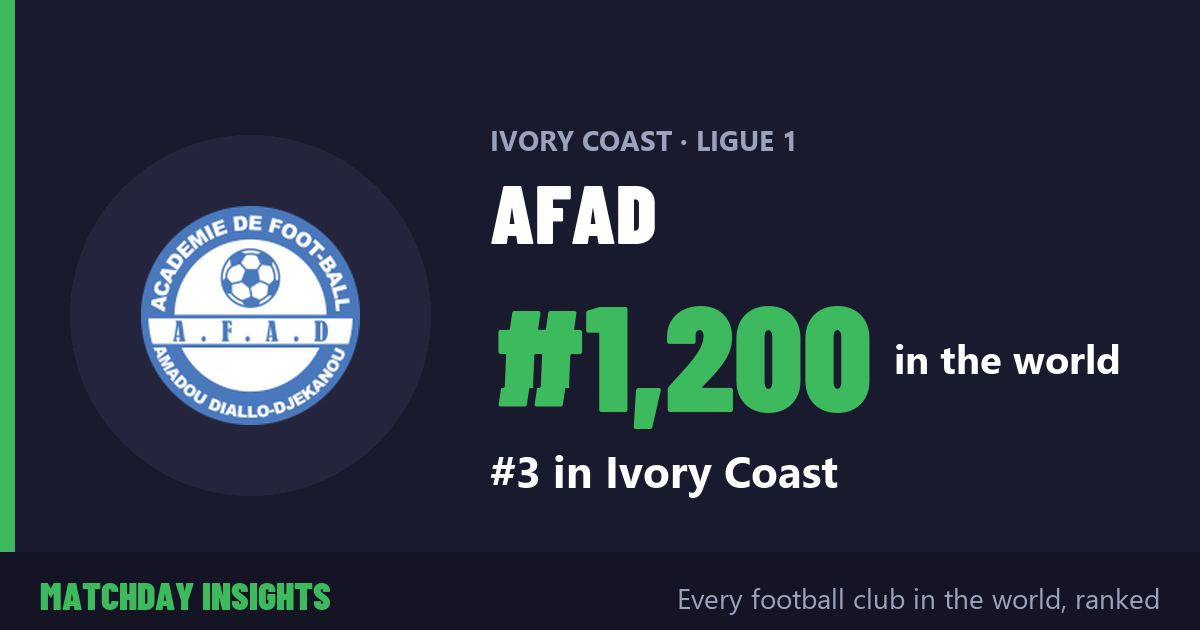 ACADEMIE DE FOOT-BALL
A.F.A.D
AMADOU DIALLO-DJEKANOU
IVORY COAST · LIGUE 1
AFAD
#1,200 in the world
#3 in Ivory Coast
MATCHDAY INSIGHTS
Every football club in the world, ranked